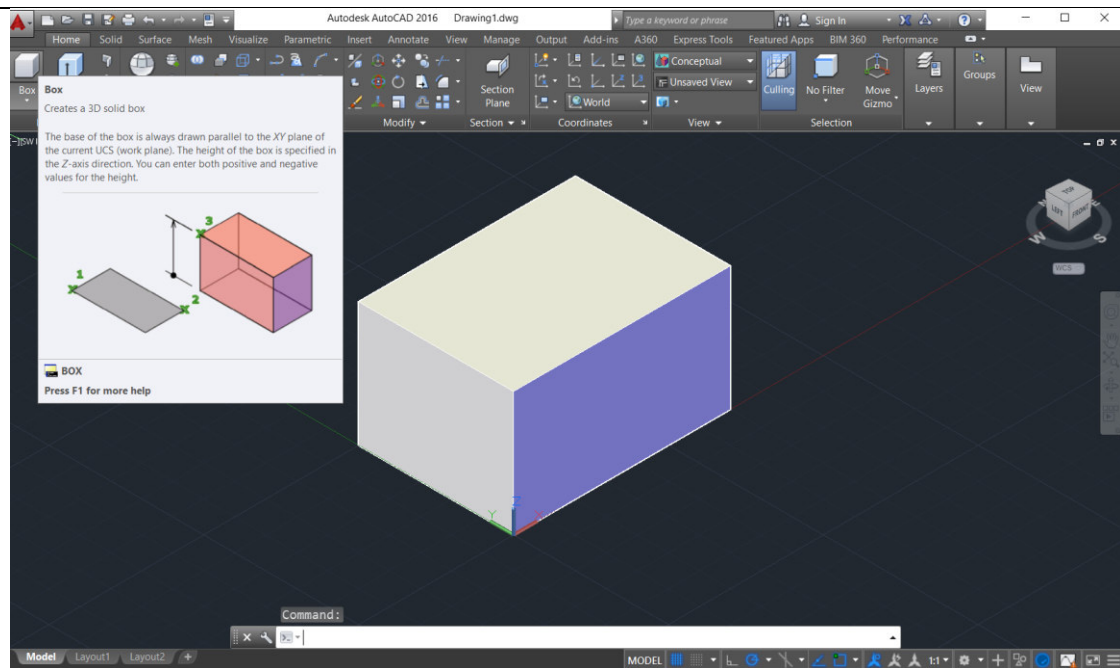 Autodesk AutoCAD 2016 Drawing1.dwg
Type a keyword or phrase
Sign In
Home Solid Surface Mesh Visualize Parametric Insert Annotate View Manage Output Add-ins A360 Express Tools Featured Apps BIM 360 Performance
Box
Section
Plane
World
Conceptual
Unsaved View
Culling
No Filter
Move
Gizmo
Layers
Groups
View
Modify
Section
Coordinates
View
Selection
Box
Creates a 3D solid box
The base of the box is always drawn parallel to the XY plane of
the current UCS (work plane). The height of the box is specified in
the Z-axis direction. You can enter both positive and negative
values for the height.
3
1
2
BOX
Press F1 for more help
TOP
LEFT
FRONT
W
S
WCS
Z
Y
Command:
Model Layout1 Layout2 +
MODEL
1:1